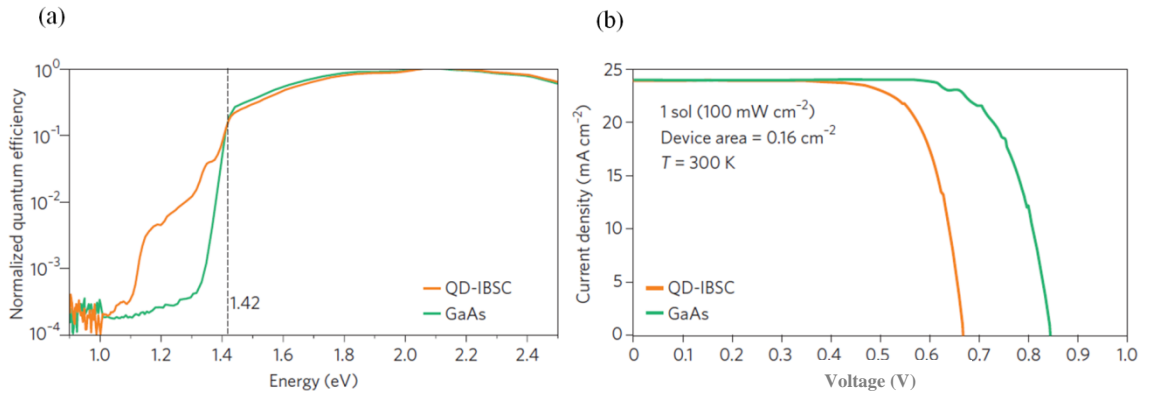 (a)
Normalized quantum efficiency
10⁰
10⁻¹
10⁻²
10⁻³
10⁻⁴
1.42
QD-IBSC
GaAs
1.0 1.2 1.4 1.6 1.8 2.0 2.2 2.4
Energy (eV)
(b)
Current density (mA cm⁻²)
25
20
15
10
5
0
1 sol (100 mW cm⁻²)
Device area = 0.16 cm⁻²
T = 300 K
QD-IBSC
GaAs
0 0.1 0.2 0.3 0.4 0.5 0.6 0.7 0.8 0.9 1.0
Voltage (V)